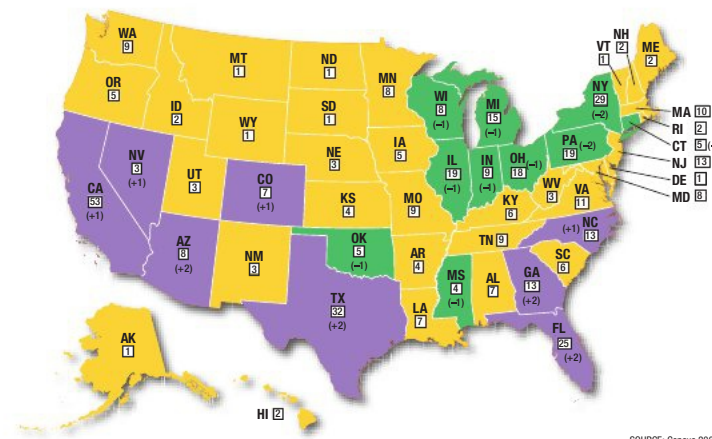 WA
9
OR
5
CA
53
(+1)
NV
3
(+1)
ID
2
MT
1
WY
1
UT
3
AZ
8
(+2)
CO
7
(+1)
NM
3
ND
1
SD
1
NE
3
KS
4
OK
5
(–1)
TX
32
(+2)
MN
8
IA
5
MO
9
AR
4
LA
7
WI
8
(–1)
IL
19
(–1)
MI
15
(–1)
IN
9
(–1)
OH (–1)
18
KY
6
TN 9
MS
4
(–1)
AL
7
GA
13
(+2)
FL
25
(+2)
SC
6
NC
(+1) 13
VA
11
WV
3
PA (–2)
19
NY
29
(–2)
VT
1
NH
2
ME
2
MA 10
RI 2
CT 5
NJ 13
DE 1
MD 8
AK
1
HI 2